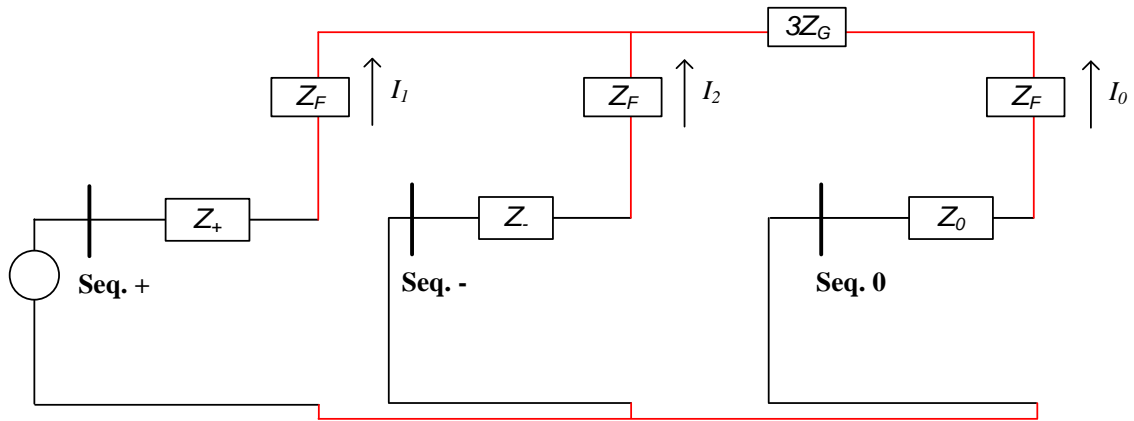 3Z_G
Z_F I_1 Z_F I_2 Z_F I_0
Z_+ Z_- Z_0
Seq. + Seq. - Seq. 0